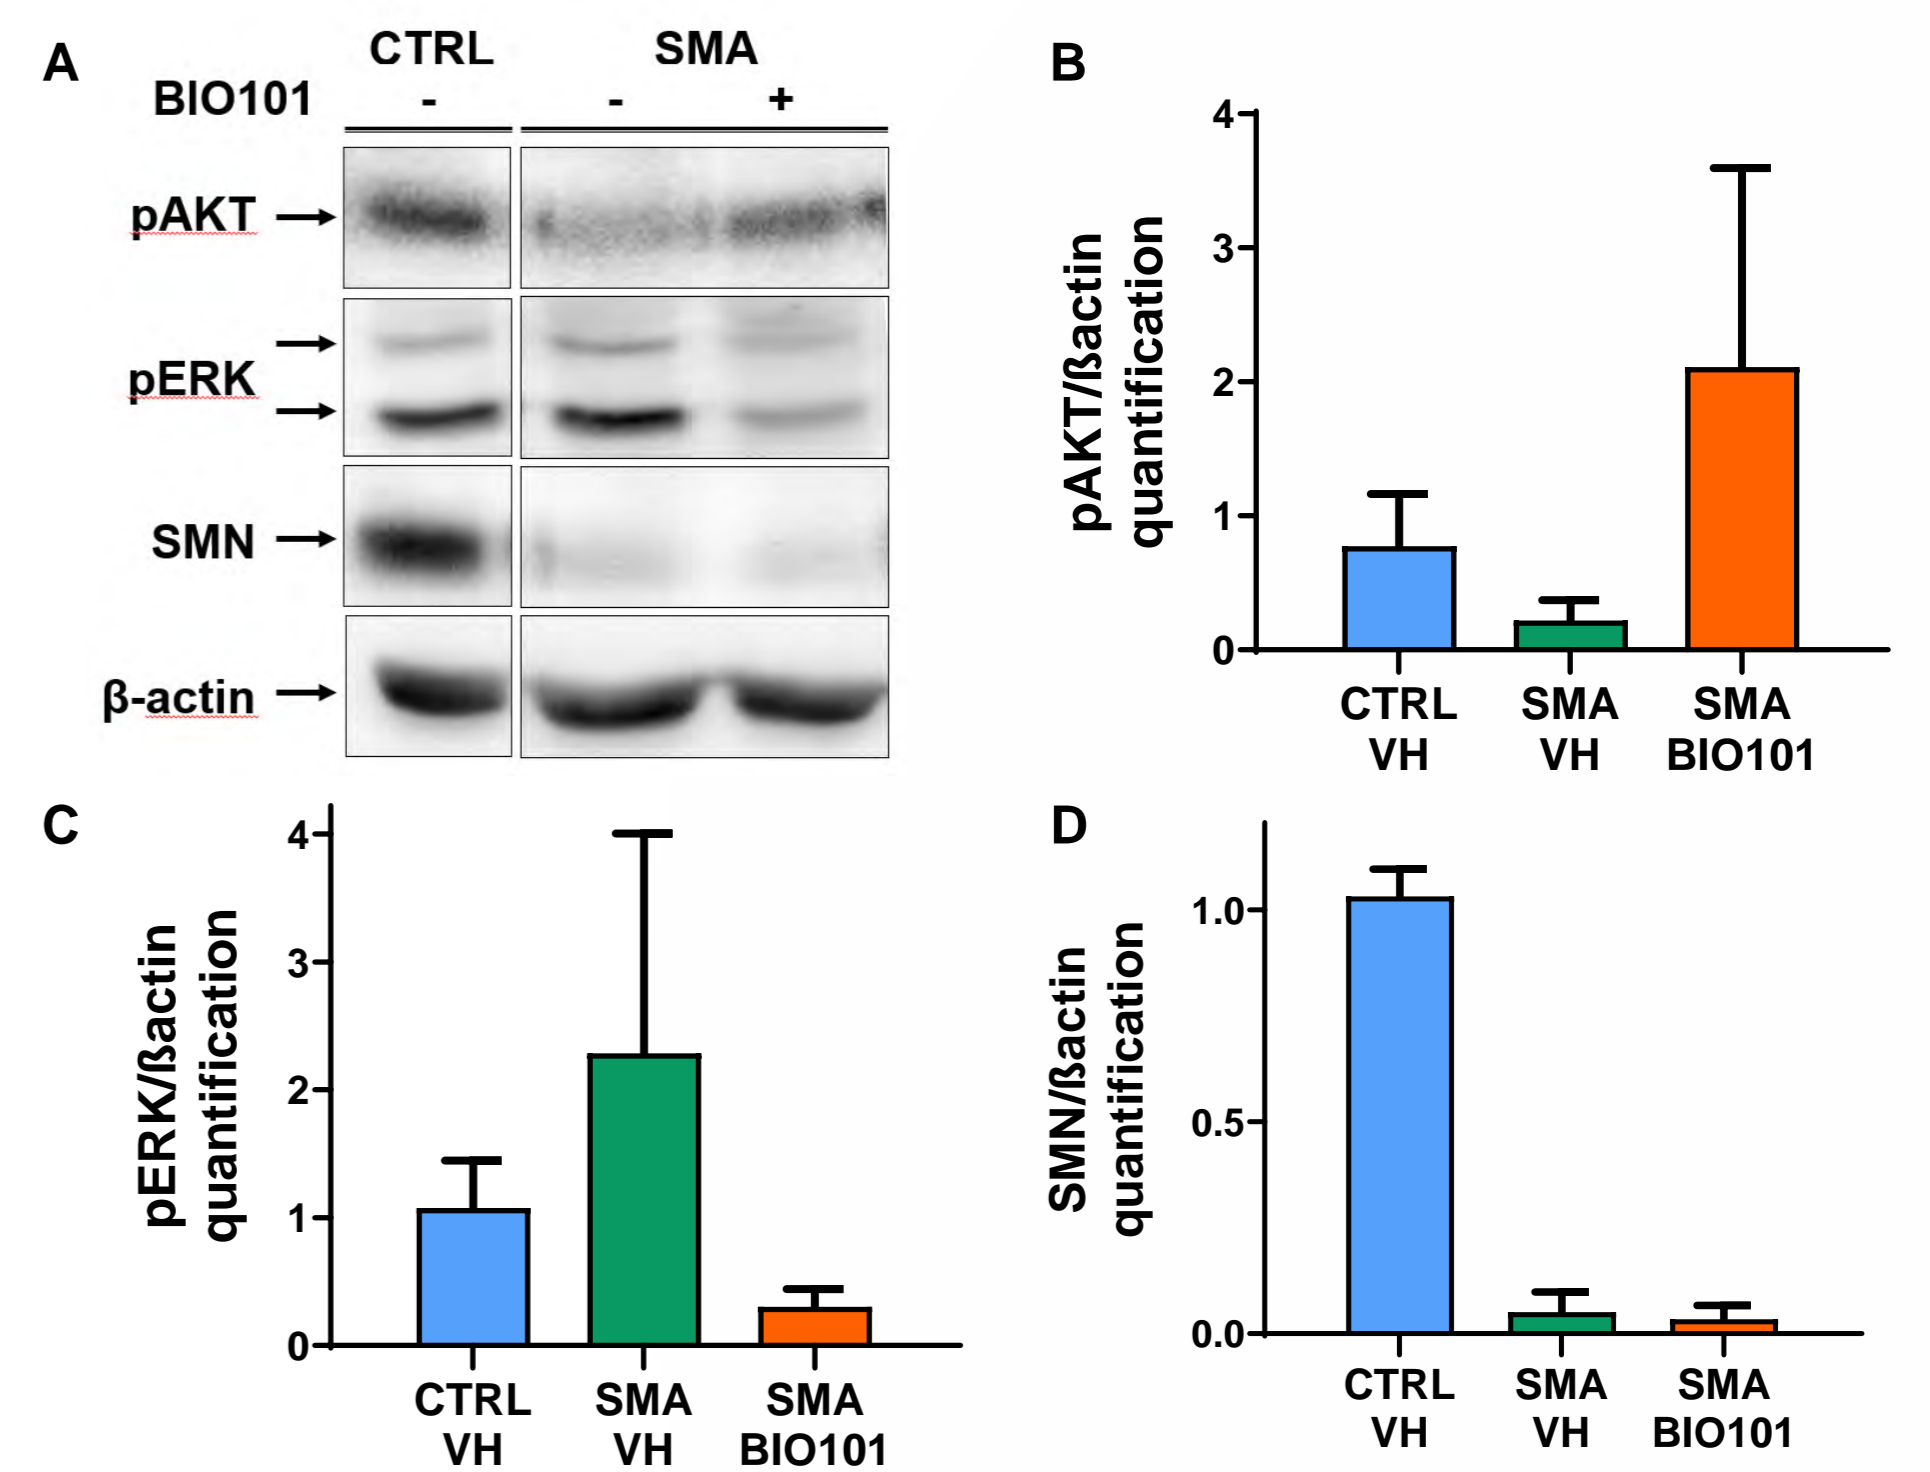 A
CTRL SMA
BIO101 - - +
pAKT
pERK
SMN
β-actin
B
pAKT/ßactin
quantification
4
3
2
1
0
CTRL SMA SMA
VH VH BIO101
C
pERK/ßactin
quantification
4
3
2
1
0
CTRL SMA SMA
VH VH BIO101
D
SMN/ßactin
quantification
1.0
0.5
0.0
CTRL SMA SMA
VH VH BIO101